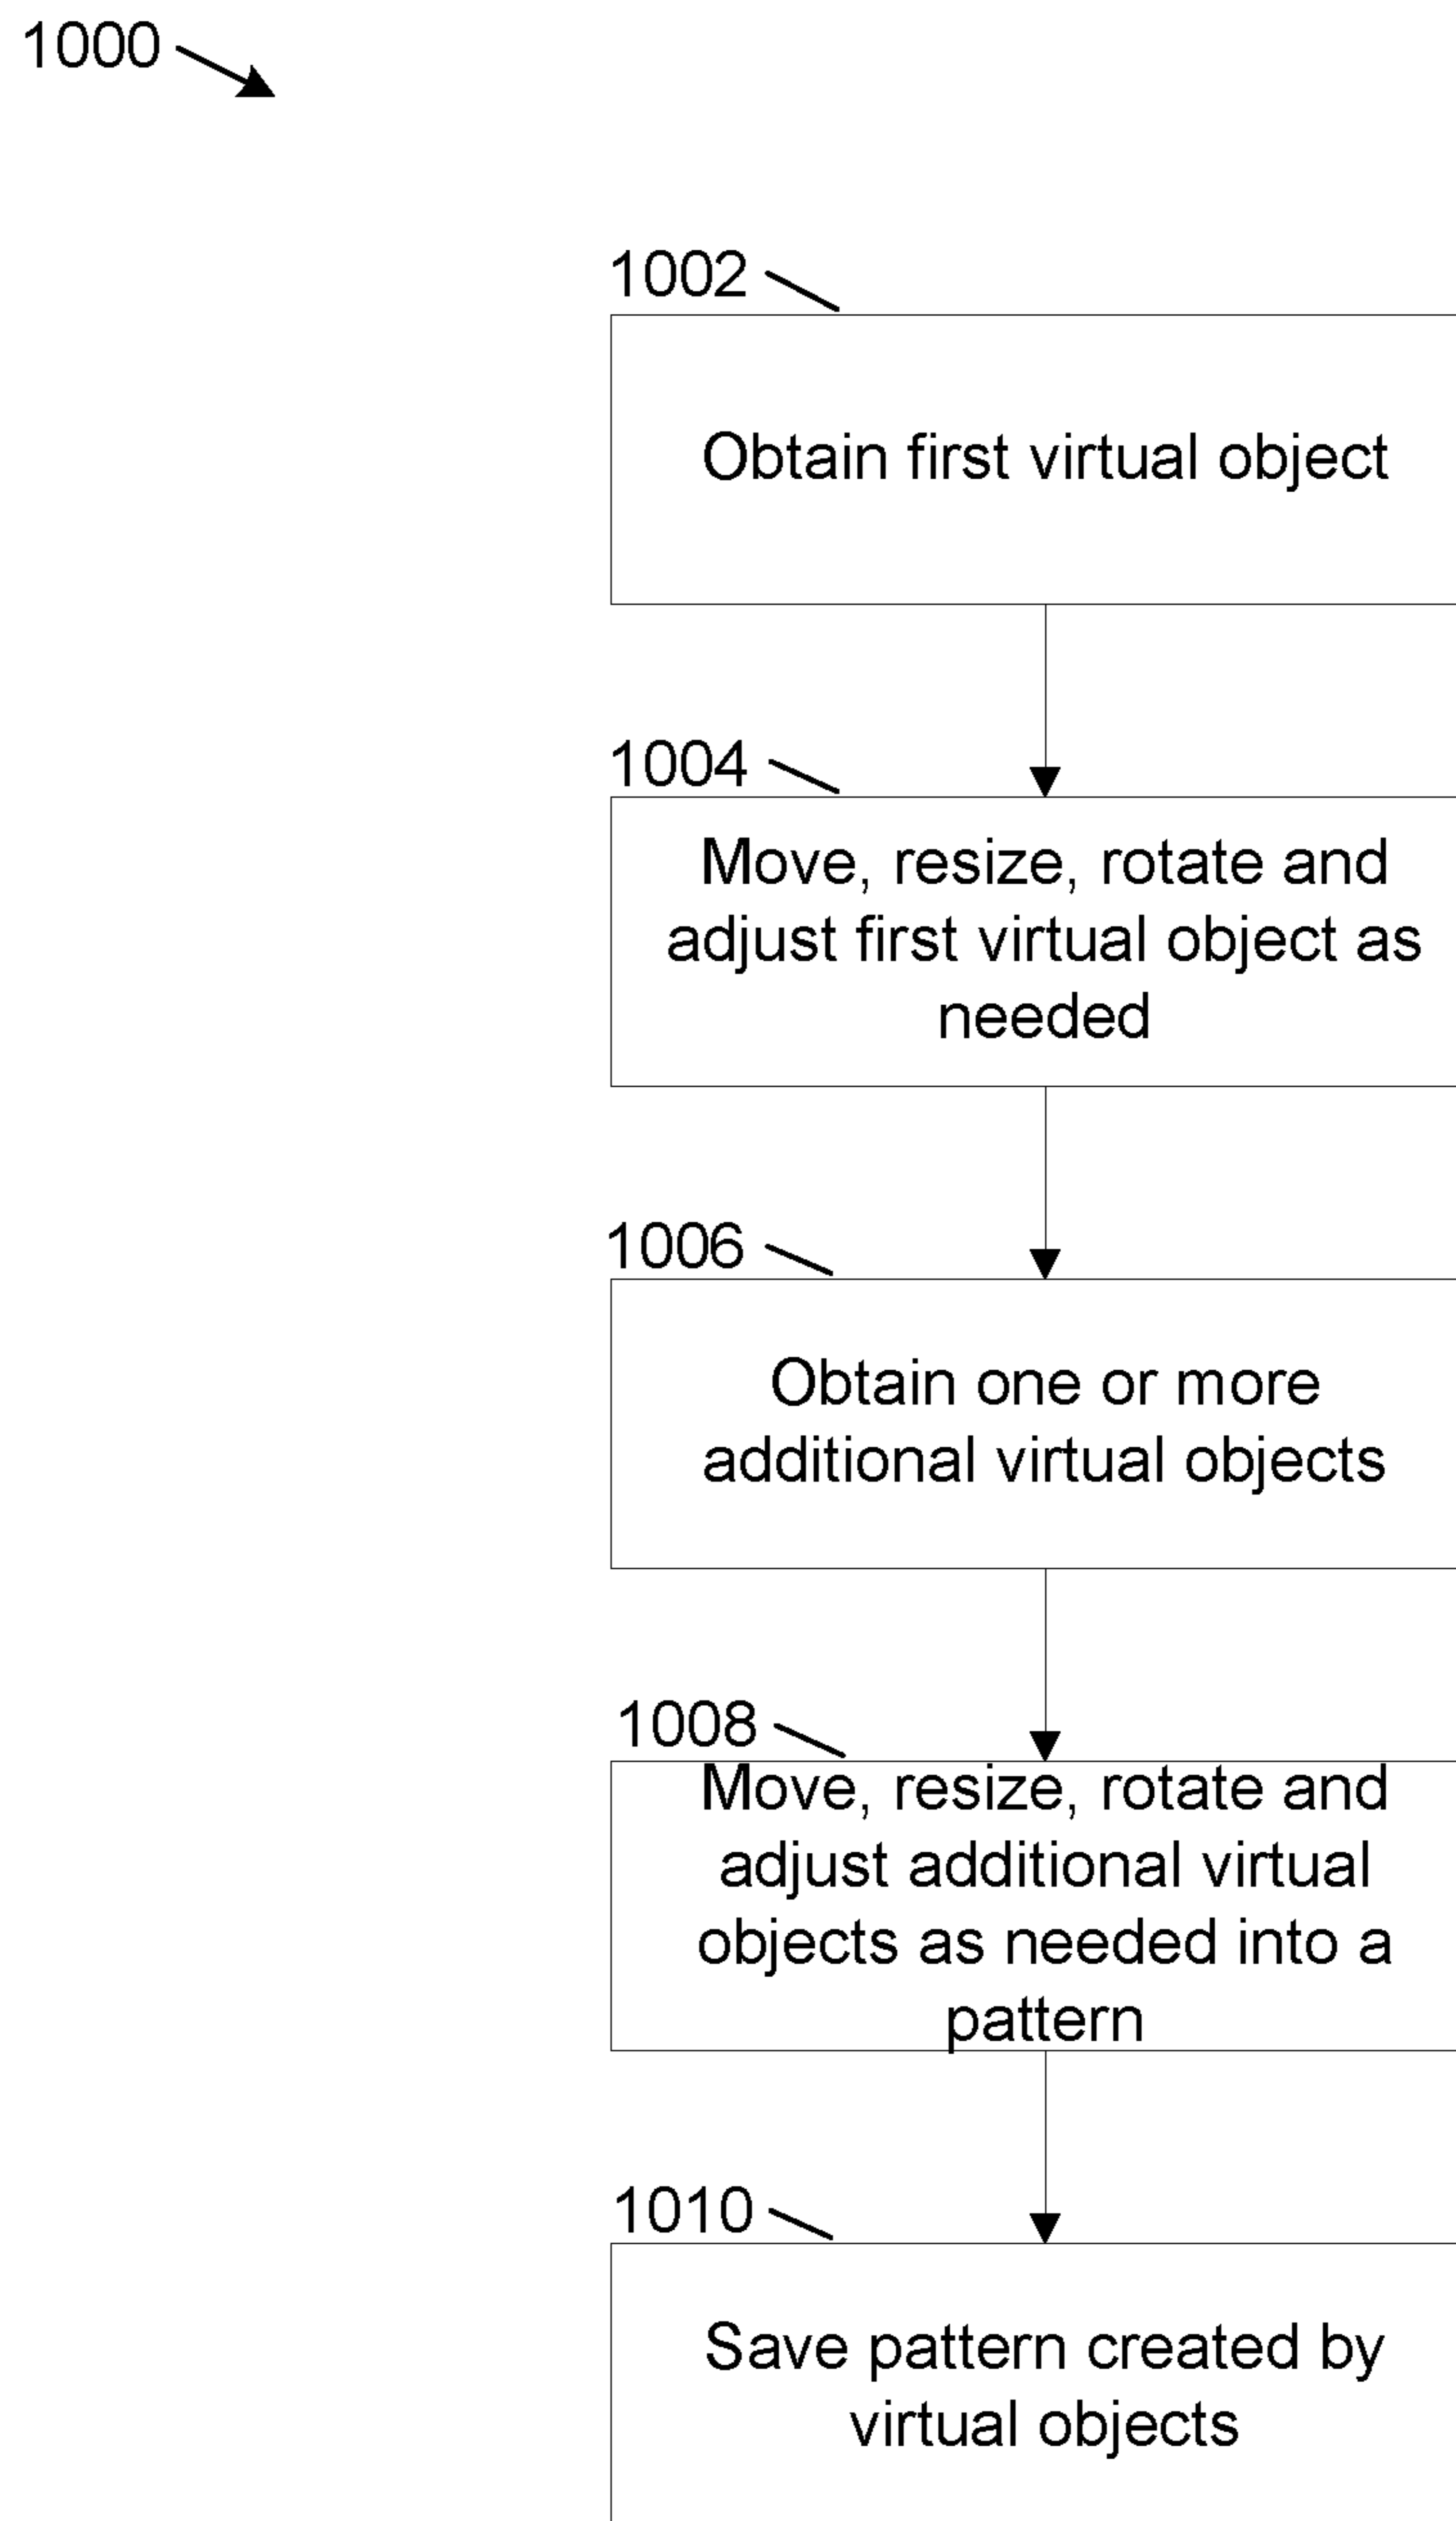 1000
1002
Obtain first virtual object
1004
Move, resize, rotate and
adjust first virtual object as
needed
1006
Obtain one or more
additional virtual objects
1008
Move, resize, rotate and
adjust additional virtual
objects as needed into a
pattern
1010
Save pattern created by
virtual objects